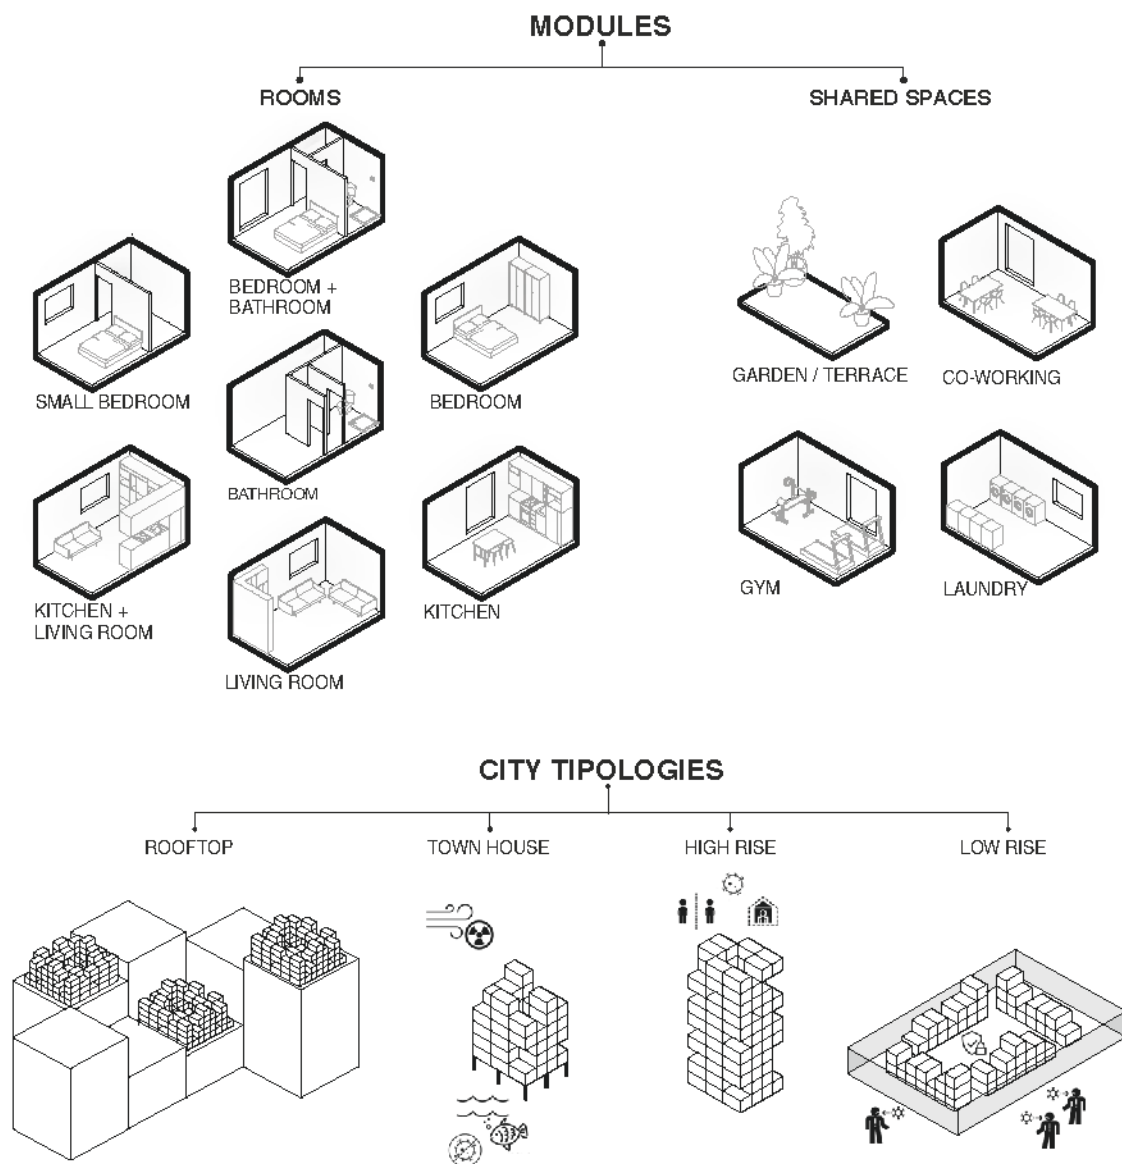 MODULES
ROOMS
SHARED SPACES
BEDROOM +
BATHROOM
SMALL BEDROOM
BEDROOM
BATHROOM
KITCHEN +
LIVING ROOM
KITCHEN
LIVING ROOM
GARDEN / TERRACE
CO-WORKING
GYM
LAUNDRY
CITY TIPOLOGIES
ROOFTOP
TOWN HOUSE
HIGH RISE
LOW RISE